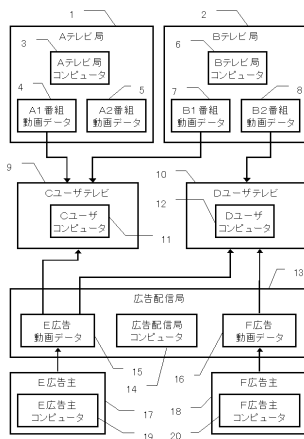 1
2
Aテレビ局
Bテレビ局
3
Aテレビ局
コンピュータ
6
Bテレビ局
コンピュータ
4
5
7
8
A1番組
動画データ
A2番組
動画データ
B1番組
動画データ
B2番組
動画データ
9
10
Cユーザテレビ
Dユーザテレビ
Cユーザ
コンピュータ
12
Dユーザ
コンピュータ
11
13
広告配信局
E広告
動画データ
広告配信局
コンピュータ
F広告
動画データ
15
14
16
E広告主
17
F広告主
18
E広告主
コンピュータ
F広告主
コンピュータ
19
20